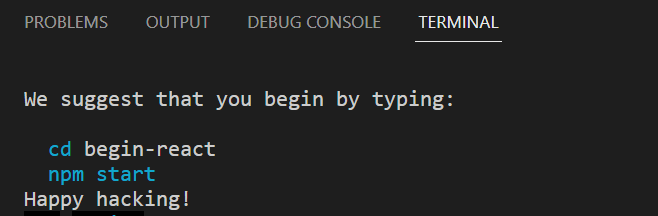 PROBLEMS OUTPUT DEBUG CONSOLE TERMINAL
We suggest that you begin by typing:
cd begin-react
npm start
Happy hacking!